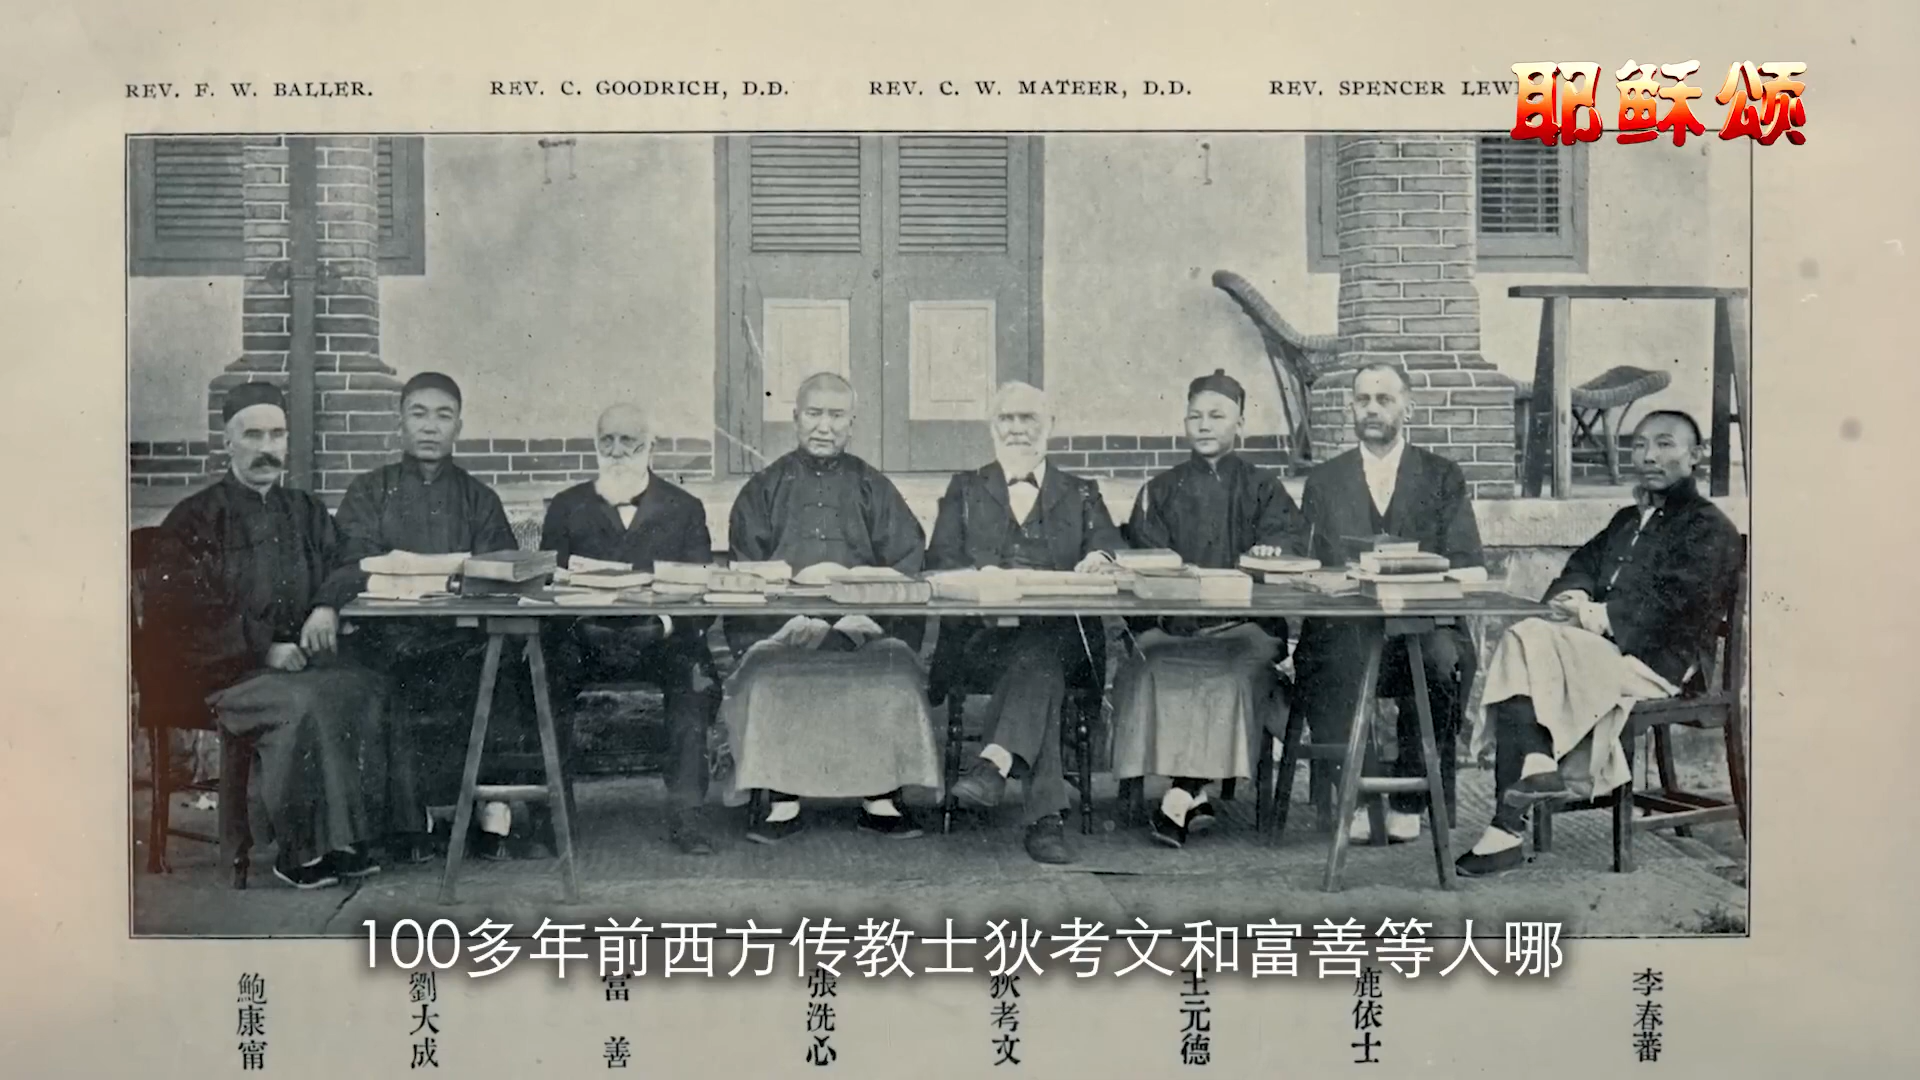 REV. F. W. BALLER.
REV. C. GOODRICH, D.D.
REV. C. W. MATEER, D.D.
REV. SPENCER
耶稣颂
100多年前西方传教士狄考文和富善等人哪
鮑康甯
劉大成
富善
張洗心
狄考文
王元德
鹿依士
李春蕃